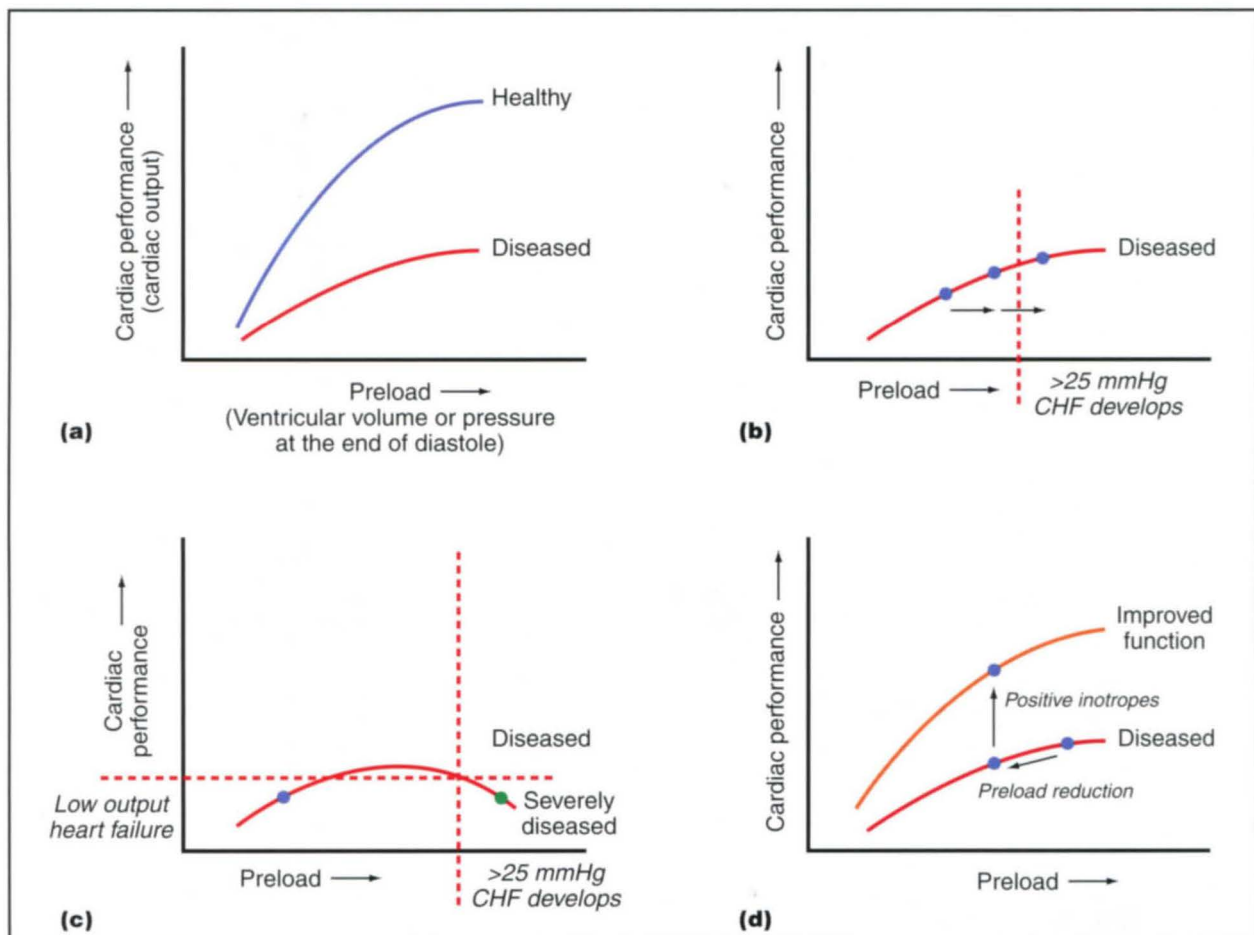 Cardiac performance →
(cardiac output)
Healthy
Diseased
Preload →
(Ventricular volume or pressure
at the end of diastole)
(a)
Cardiac performance →
Diseased
Preload →
>25 mmHg
CHF develops
(b)
Cardiac →
performance
Diseased
Low output
heart failure
Severely
diseased
Preload →
>25 mmHg
CHF develops
(c)
Cardiac performance →
Improved
function
Positive inotropes
Diseased
Preload reduction
Preload →
(d)